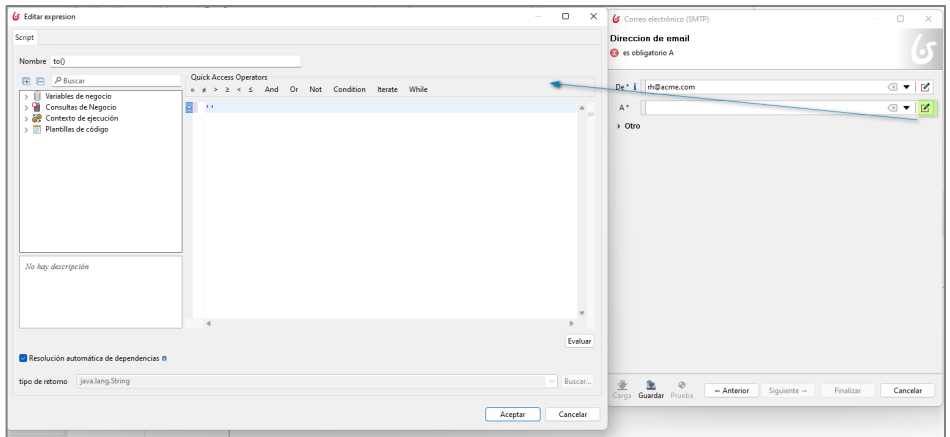 Editar expresion
Script
Nombre to()
Buscar
Variables de negocio
Consultas de Negocio
Contexto de ejecución
Plantillas de código
No hay descripción
Quick Access Operators
= ≠ > ≥ < ≤ And Or Not Condition Iterate While
''
Evaluar
Resolución automática de dependencias
tipo de retorno java.lang.String Buscar...
Aceptar Cancelar
Correo electrónico (SMTP)
Direccion de email
es obligatorio A
De * rh@acme.com
A *
Otro
Carga Guardar Prueba ← Anterior Siguiente → Finalizar Cancelar